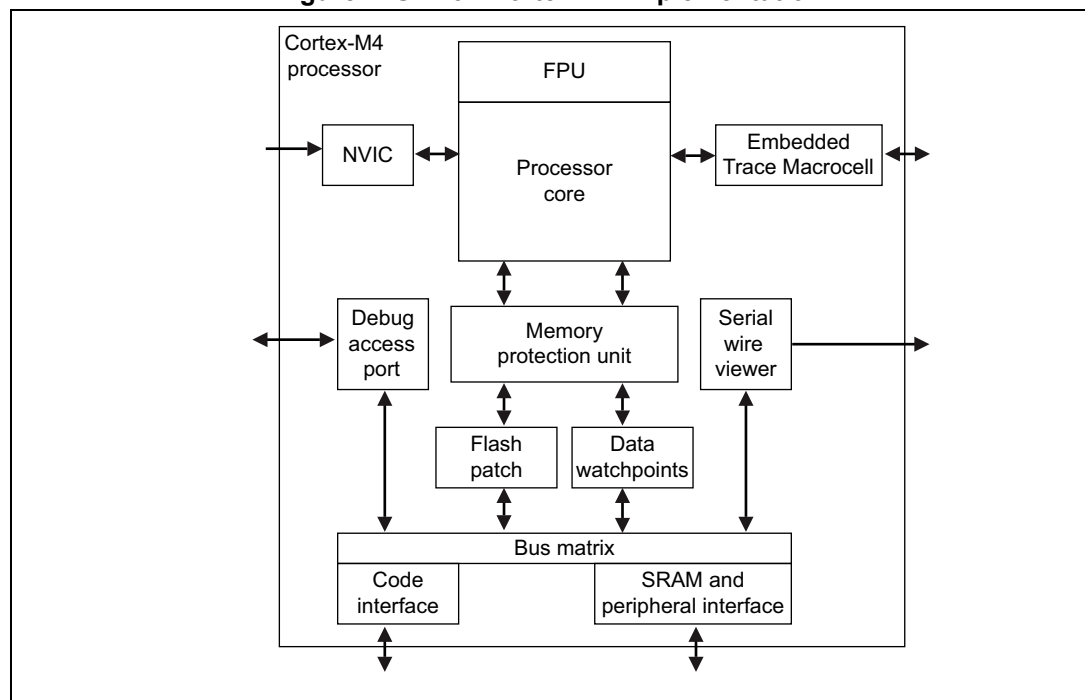 Cortex-M4
processor
FPU
NVIC
Processor
core
Embedded
Trace Macrocell
Debug
access
port
Memory
protection unit
Serial
wire
viewer
Flash
patch
Data
watchpoints
Bus matrix
Code
interface
SRAM and
peripheral interface